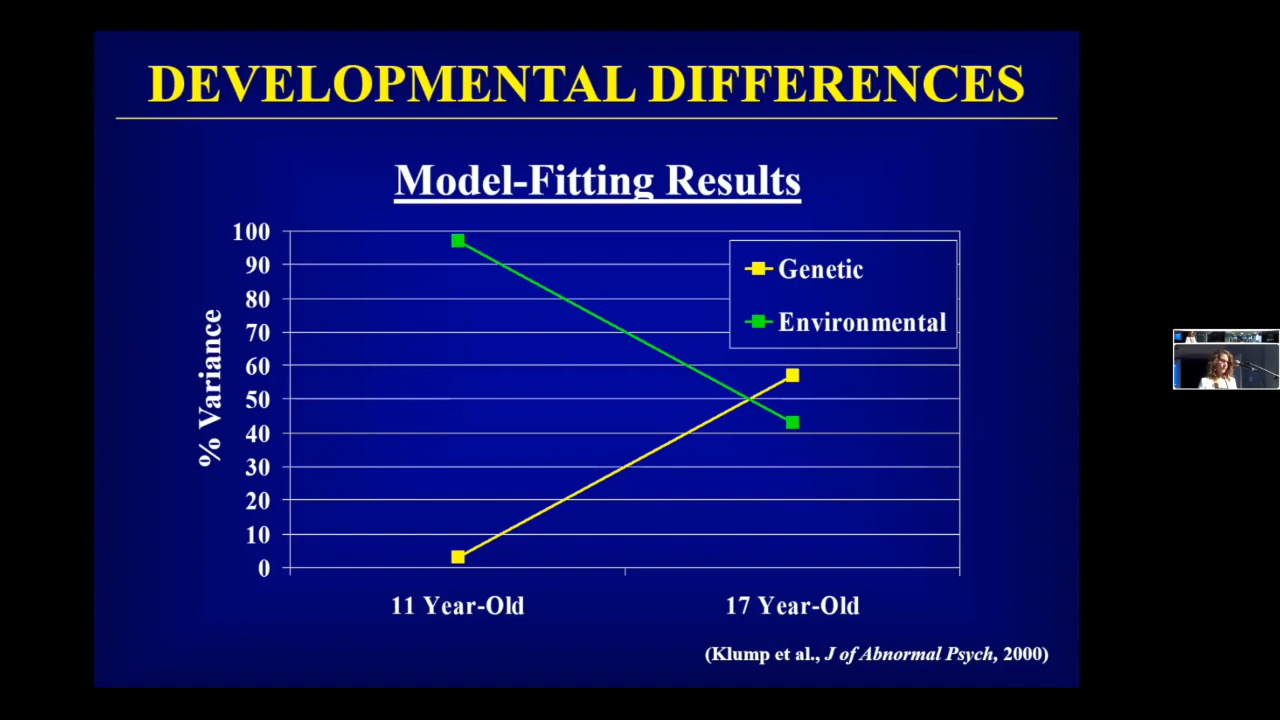 DEVELOPMENTAL DIFFERENCES
Model-Fitting Results
100
90
80
70
60
50
40
30
20
10
0
% Variance
Genetic
Environmental
11 Year-Old
17 Year-Old
(Klump et al., J of Abnormal Psych, 2000)